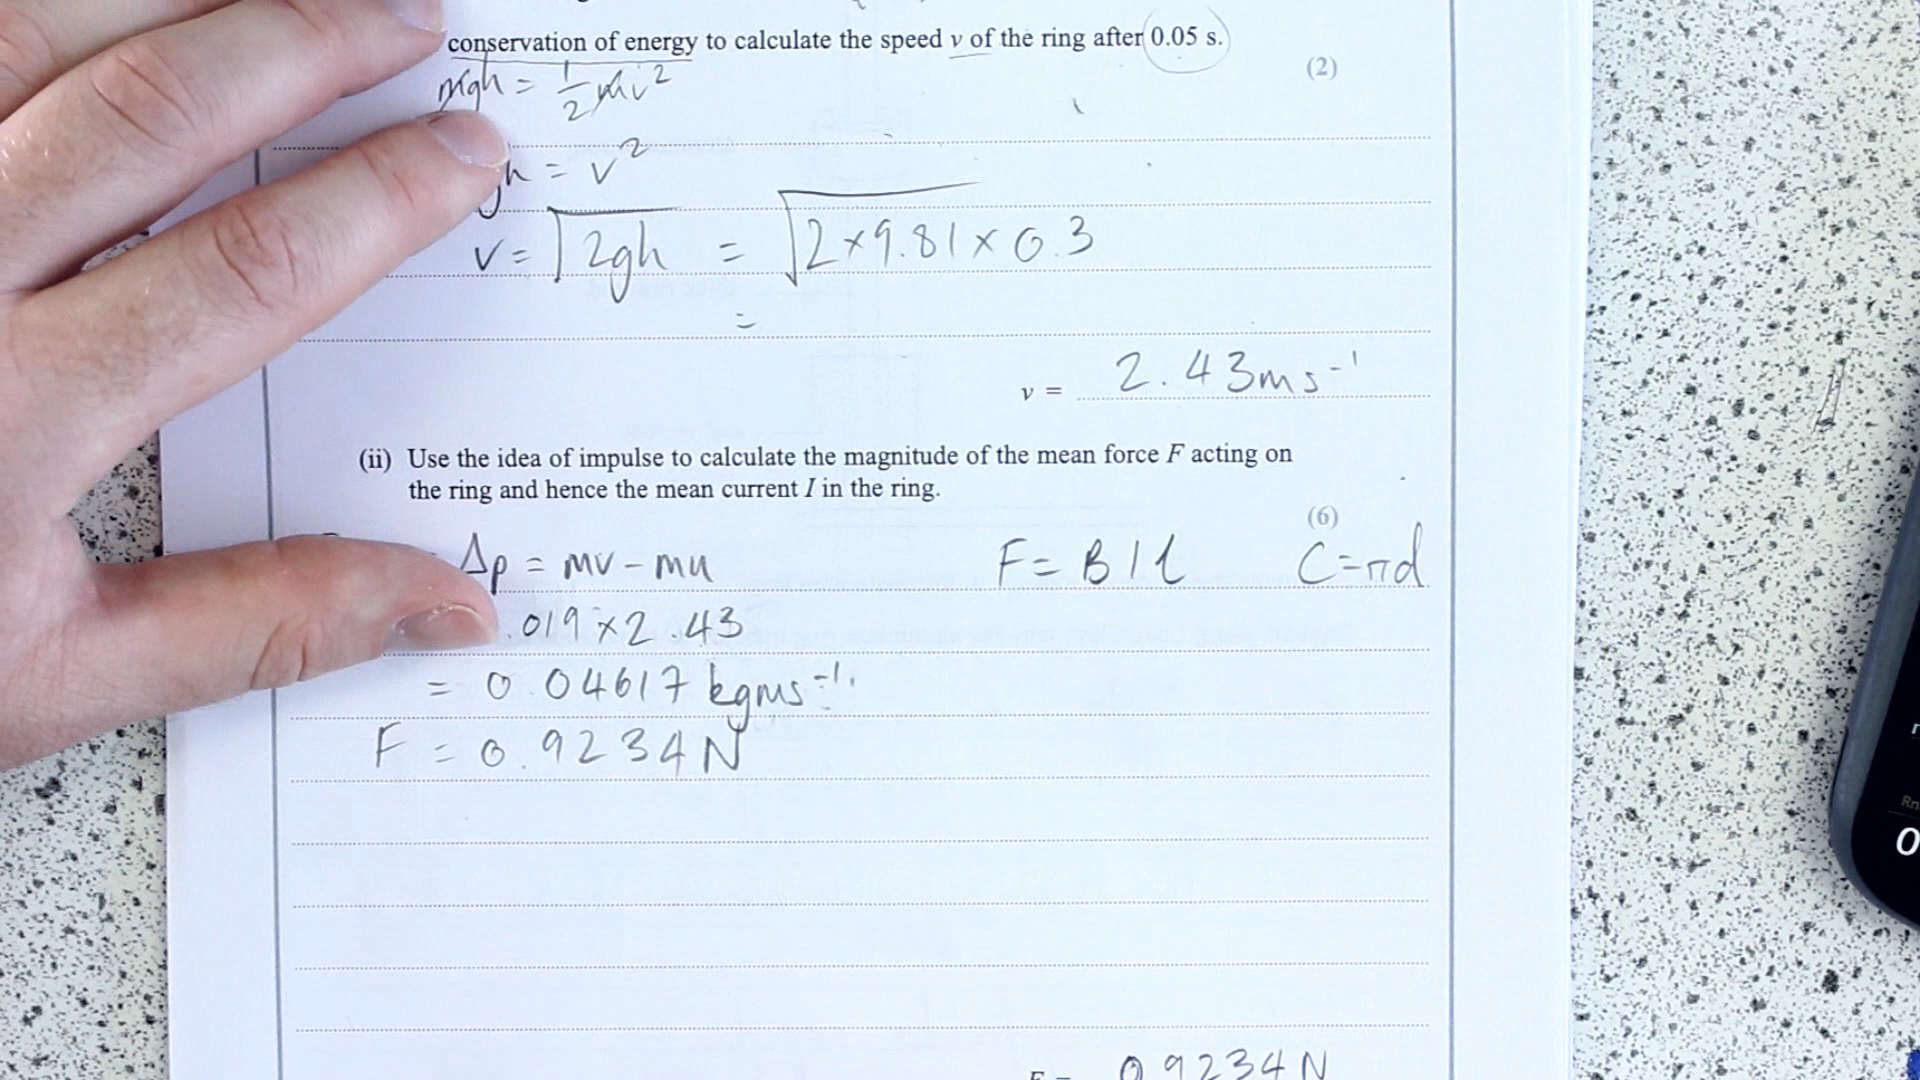 conservation of energy to calculate the speed v of the ring after 0.05 s.
(2)
mgh = 1/2 mv²
h = v²
v = √2gh = √2×9.81×0.3
=
v = 2.43ms⁻¹
(ii) Use the idea of impulse to calculate the magnitude of the mean force F acting on
the ring and hence the mean current I in the ring.
(6)
Δp = mv - mu F = BIl C = πd
.019×2.43
= 0.04617 kgms⁻¹.
F = 0.9234N
0.9234N
0